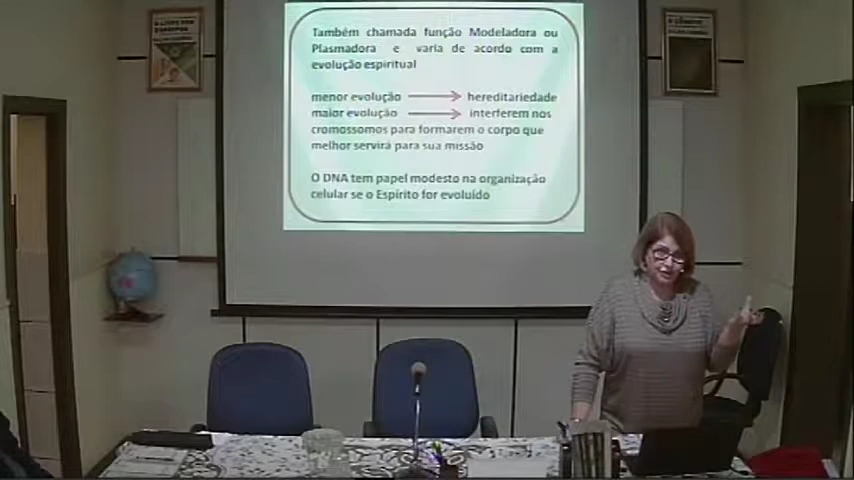 Também chamada função Modeladora ou
Plasmadora e varia de acordo com a
evolução espiritual
menor evolução hereditariedade
maior evolução interferem nos
cromossomos para formarem o corpo que
melhor servirá para sua missão
O DNA tem papel modesto na organização
celular se o Espírito for evoluído